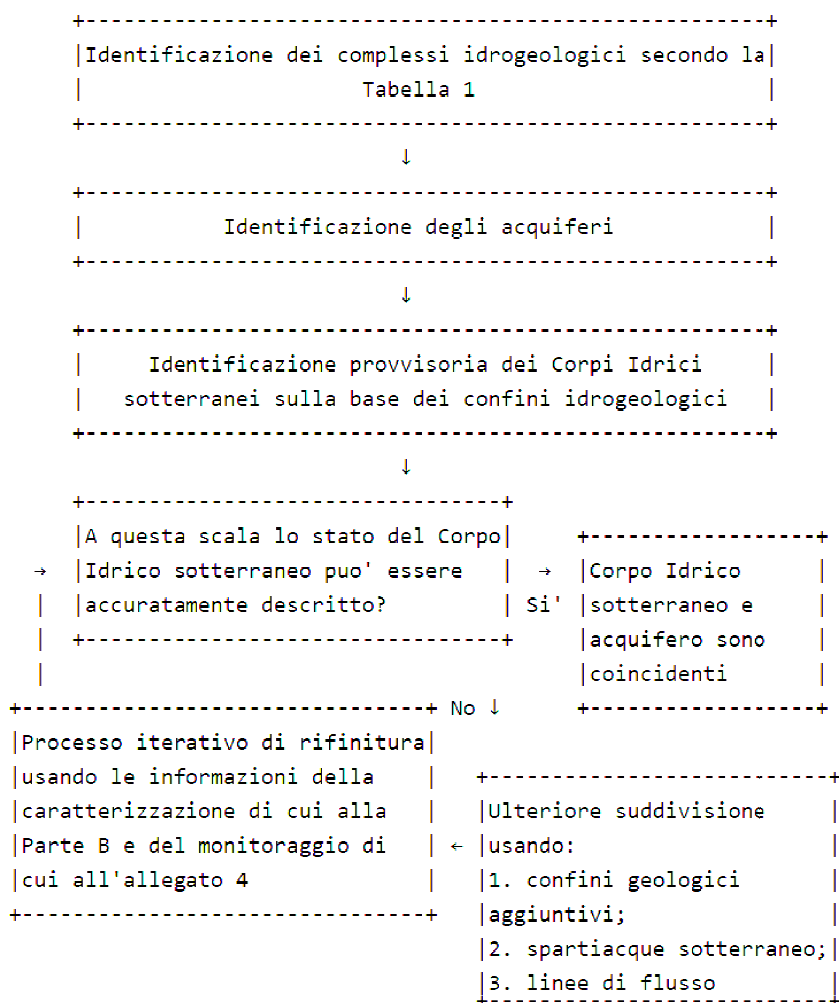 Identificazione dei complessi idrogeologici secondo la
Tabella 1
↓
Identificazione degli acquiferi
↓
Identificazione provvisoria dei Corpi Idrici
sotterranei sulla base dei confini idrogeologici
↓
A questa scala lo stato del Corpo
Idrico sotterraneo puo' essere
accuratamente descritto?
→ Si'
Corpo Idrico
sotterraneo e
acquifero sono
coincidenti
No ↓
Ulteriore suddivisione
usando:
1. confini geologici
aggiuntivi;
2. spartiacque sotterraneo;
3. linee di flusso
←
Processo iterativo di rifinitura
usando le informazioni della
caratterizzazione di cui alla
Parte B e del monitoraggio di
cui all'allegato 4
→